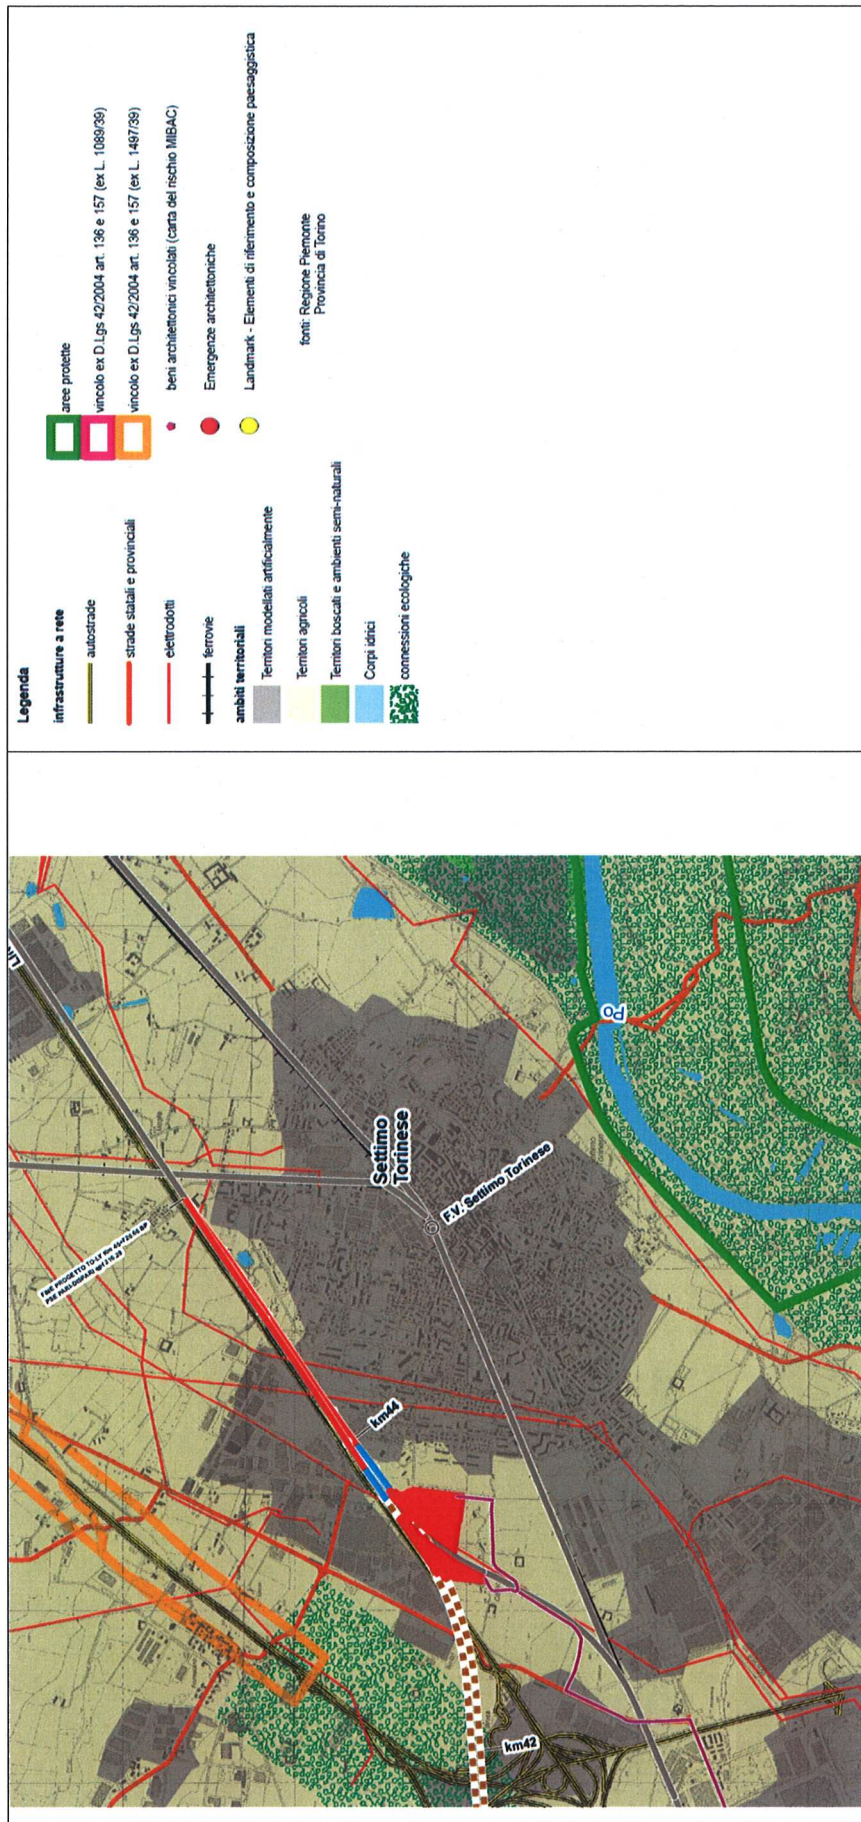 Legenda
infrastrutture a rete
autostrade
strade statali e provinciali
elettrodotti
ferrovie
ambiti territoriali
Territori modellati artificialmente
Territori agricoli
Territori boscati e ambienti semi-naturali
Corpi idrici
connessioni ecologiche
aree protette
vincolo ex D.Lgs 42/2004 art. 136 e 157 (ex L. 1089/39)
vincolo ex D.Lgs 42/2004 art. 136 e 157 (ex L. 1497/39)
beni architettonici vincolati (carta del rischio MIBAC)
Emergenze architettoniche
Landmark - Elementi di riferimento e composizione paesaggistica
fonti: Regione Piemonte
Provincia di Torino
Settimo
Torinese
F.V. Settimo Torinese
km44
km42
Po
FINE PROGETTO TO-LY